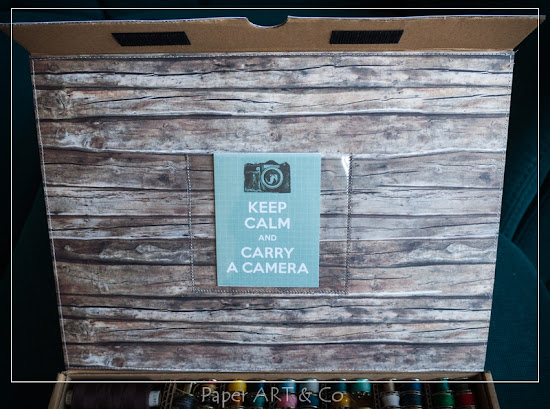 KEEP
CALM
AND
CARRY
A CAMERA
Paper ART & Co.